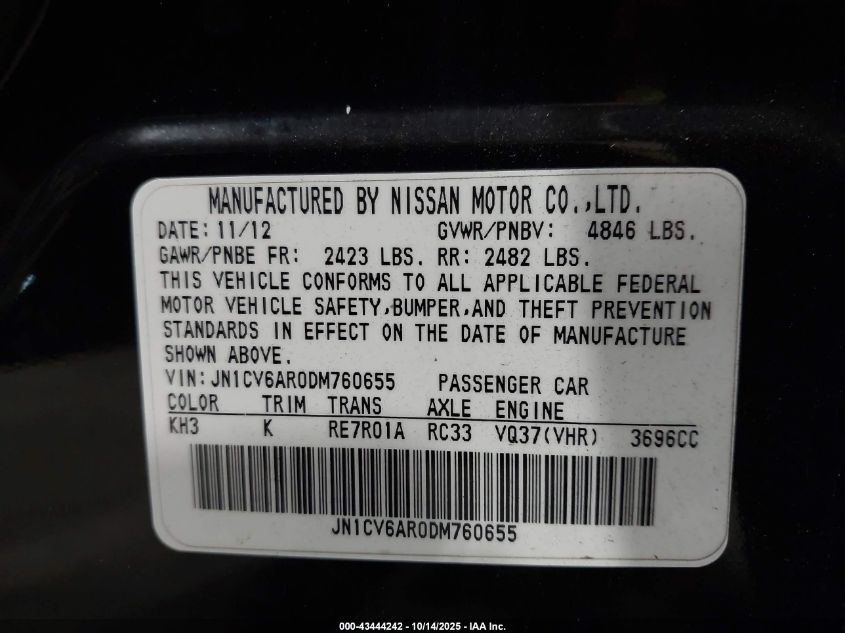 MANUFACTURED BY NISSAN MOTOR CO.,LTD.
DATE: 11/12 GVWR/PNBV: 4846 LBS.
GAWR/PNBE FR: 2423 LBS. RR: 2482 LBS.
THIS VEHICLE CONFORMS TO ALL APPLICABLE FEDERAL
MOTOR VEHICLE SAFETY,BUMPER,AND THEFT PREVENTION
STANDARDS IN EFFECT ON THE DATE OF MANUFACTURE
SHOWN ABOVE.
VIN: JN1CV6AR0DM760655 PASSENGER CAR
COLOR TRIM TRANS AXLE ENGINE
KH3 K RE7R01A RC33 VQ37(VHR) 3696CC
JN1CV6AR0DM760655
000-43444242 - 10/14/2025 - IAA Inc.